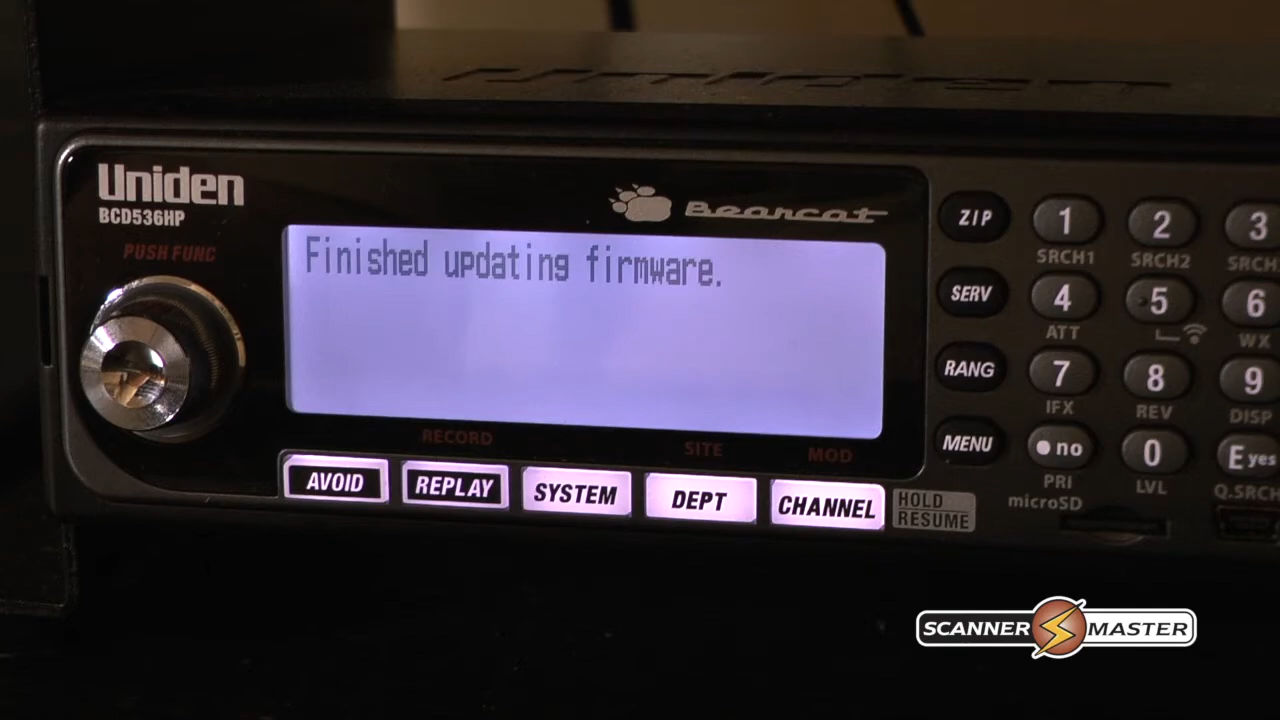 uniden
Uniden
BCD536HP
Bearcat
PUSH FUNC
Finished updating firmware.
RECORD
SITE
MOD
AVOID
REPLAY
SYSTEM
DEPT
CHANNEL
HOLD
RESUME
ZIP
1
2
3
SRCH1
SRCH2
SRCH
SERV
4
5
6
ATT
WX
RANG
7
8
9
IFX
REV
DISP
MENU
no
0
E yes
PRI
LVL
Q.SRCH
microSD
SCANNER MASTER